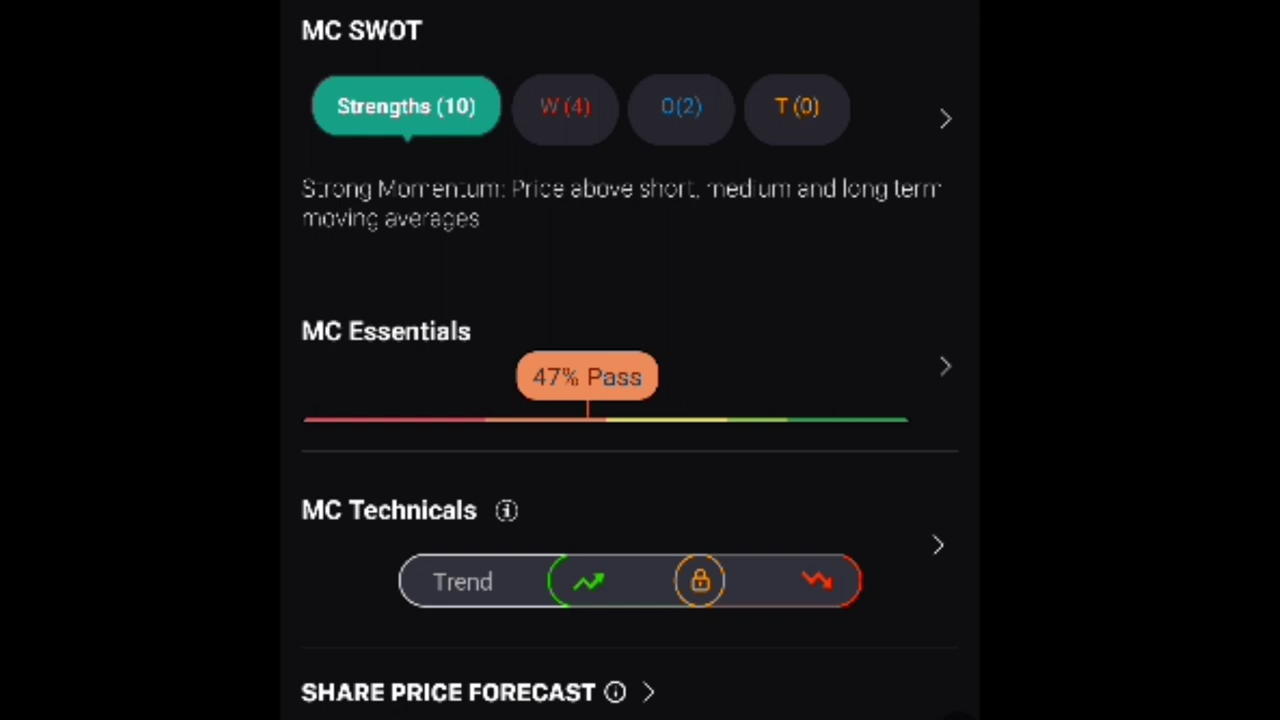 MC SWOT
Strengths (10) W (4) O(2) T (0)
Strong Momentum: Price above short, medium and long term
moving averages
MC Essentials
47% Pass
MC Technicals
Trend
SHARE PRICE FORECAST